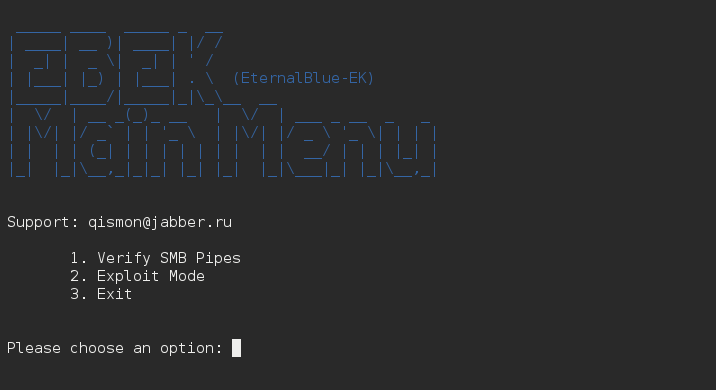 EBEK
(EternalBlue-EK)
Main Menu
Support: qismon@jabber.ru
1. Verify SMB Pipes
2. Exploit Mode
3. Exit
Please choose an option: